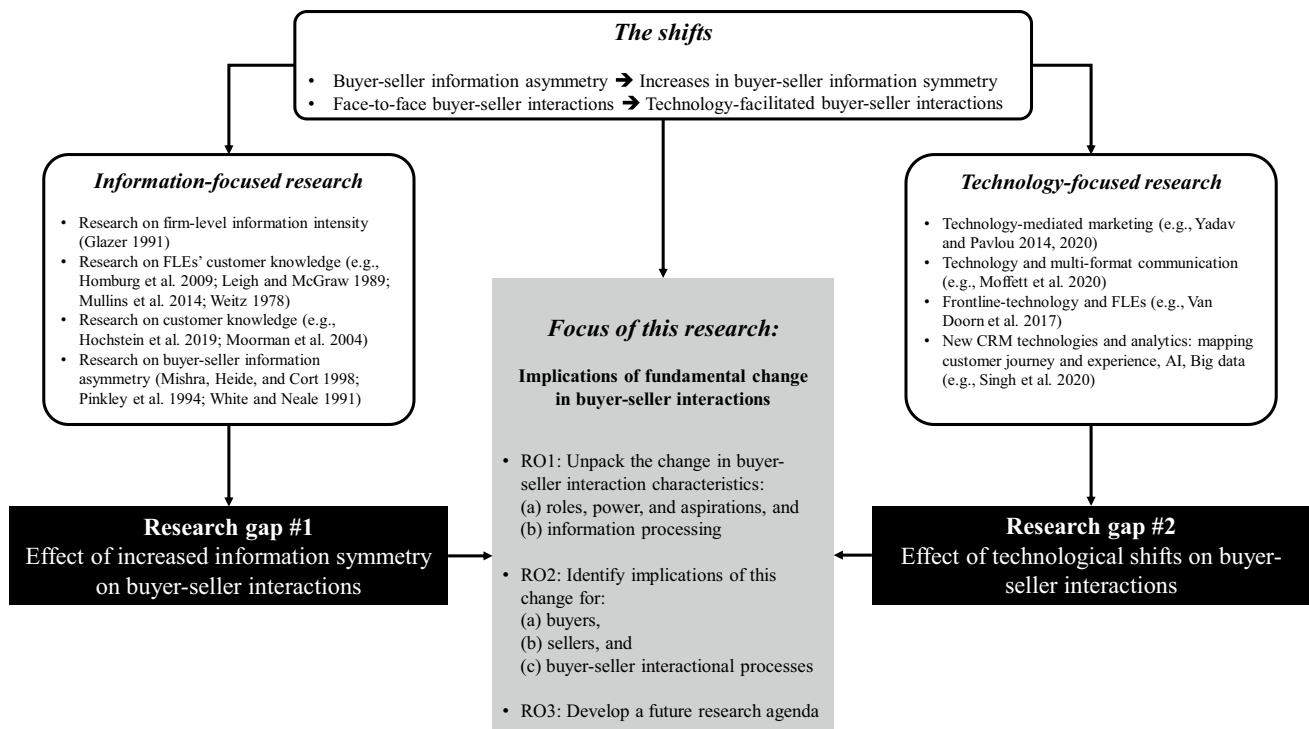 The shifts
• Buyer-seller information asymmetry ➔ Increases in buyer-seller information symmetry
• Face-to-face buyer-seller interactions ➔ Technology-facilitated buyer-seller interactions
Information-focused research
• Research on firm-level information intensity
(Glazer 1991)
• Research on FLEs' customer knowledge (e.g.,
Homburg et al. 2009; Leigh and McGraw 1989;
Mullins et al. 2014; Weitz 1978)
• Research on customer knowledge (e.g.,
Hochstein et al. 2019; Moorman et al. 2004)
• Research on buyer-seller information
asymmetry (Mishra, Heide, and Cort 1998;
Pinkley et al. 1994; White and Neale 1991)
Technology-focused research
• Technology-mediated marketing (e.g., Yadav
and Pavlou 2014, 2020)
• Technology and multi-format communication
(e.g., Moffett et al. 2020)
• Frontline-technology and FLEs (e.g., Van
Doorn et al. 2017)
• New CRM technologies and analytics: mapping
customer journey and experience, AI, Big data
(e.g., Singh et al. 2020)
Research gap #1
Effect of increased information symmetry
on buyer-seller interactions
Focus of this research:
Implications of fundamental change
in buyer-seller interactions
• RO1: Unpack the change in buyer-
seller interaction characteristics:
(a) roles, power, and aspirations, and
(b) information processing
• RO2: Identify implications of this
change for:
(a) buyers,
(b) sellers, and
(c) buyer-seller interactional processes
• RO3: Develop a future research agenda
Research gap #2
Effect of technological shifts on buyer-
seller interactions